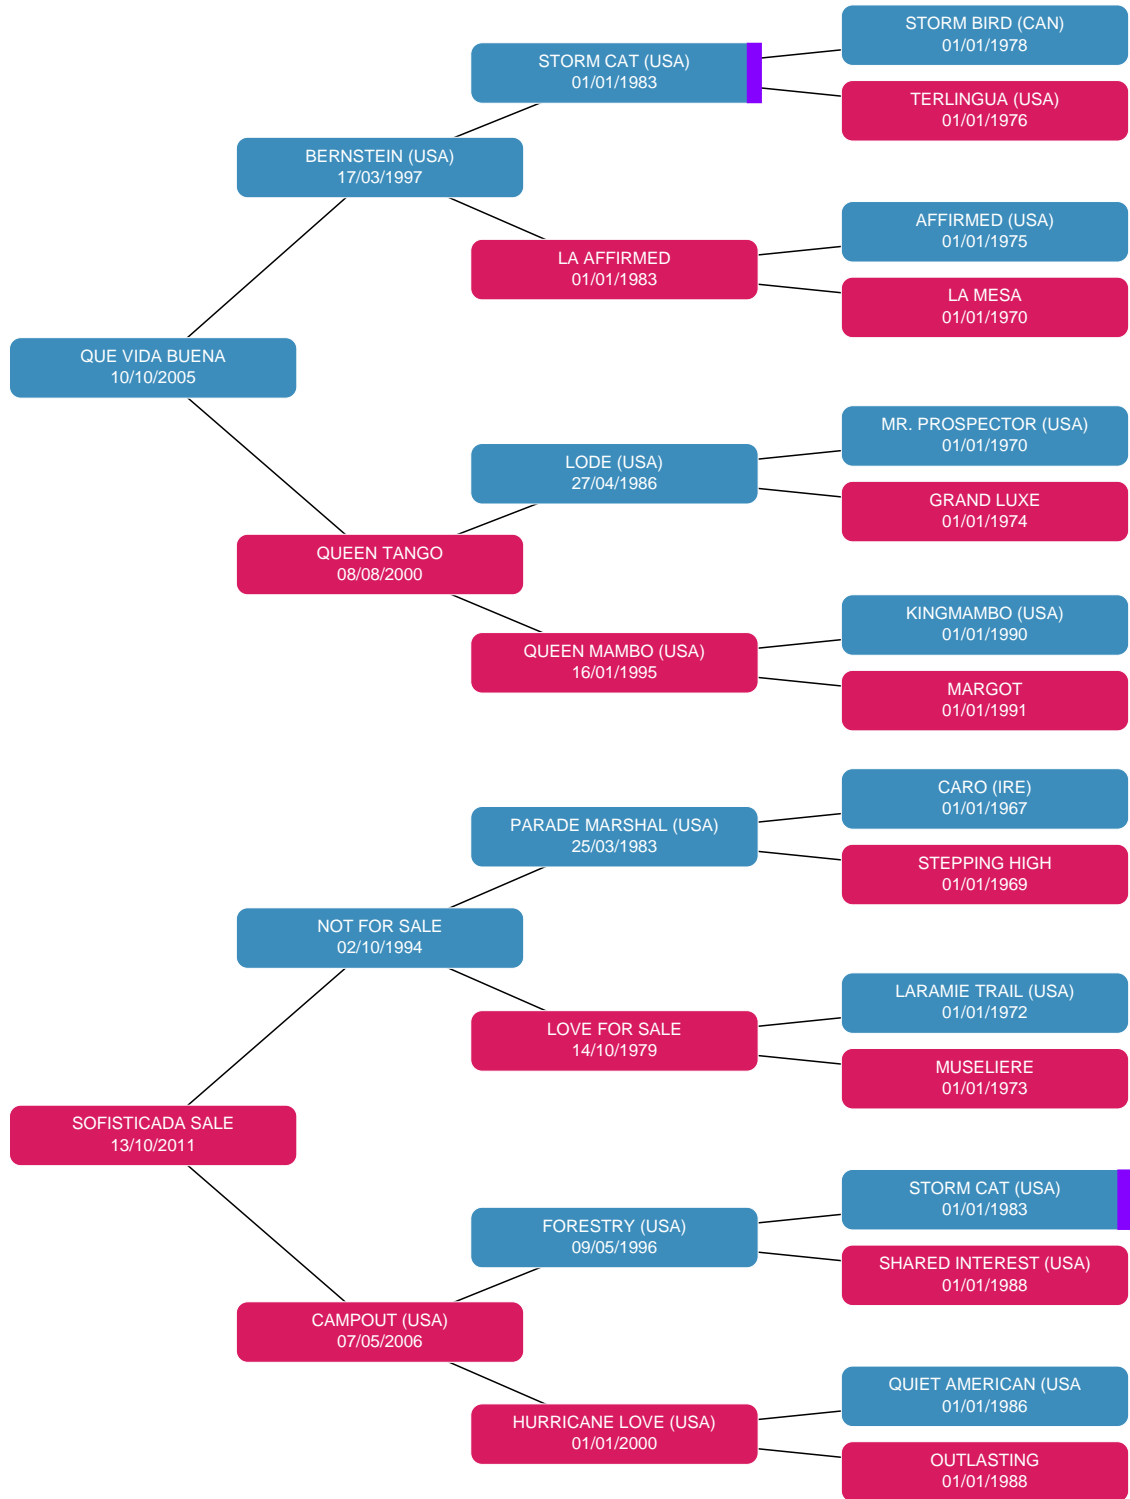 STORM BIRD (CAN)
01/01/1978
STORM CAT (USA)
01/01/1983
TERLINGUA (USA)
01/01/1976
BERNSTEIN (USA)
17/03/1997
AFFIRMED (USA)
01/01/1975
LA AFFIRMED
01/01/1983
LA MESA
01/01/1970
QUE VIDA BUENA
10/10/2005
MR. PROSPECTOR (USA)
01/01/1970
LODE (USA)
27/04/1986
GRAND LUXE
01/01/1974
QUEEN TANGO
08/08/2000
KINGMAMBO (USA)
01/01/1990
QUEEN MAMBO (USA)
16/01/1995
MARGOT
01/01/1991
CARO (IRE)
01/01/1967
PARADE MARSHAL (USA)
25/03/1983
STEPPING HIGH
01/01/1969
NOT FOR SALE
02/10/1994
LARAMIE TRAIL (USA)
01/01/1972
LOVE FOR SALE
14/10/1979
MUSELIERE
01/01/1973
SOFISTICADA SALE
13/10/2011
STORM CAT (USA)
01/01/1983
FORESTRY (USA)
09/05/1996
SHARED INTEREST (USA)
01/01/1988
CAMPOUT (USA)
07/05/2006
QUIET AMERICAN (USA
01/01/1986
HURRICANE LOVE (USA)
01/01/2000
OUTLASTING
01/01/1988